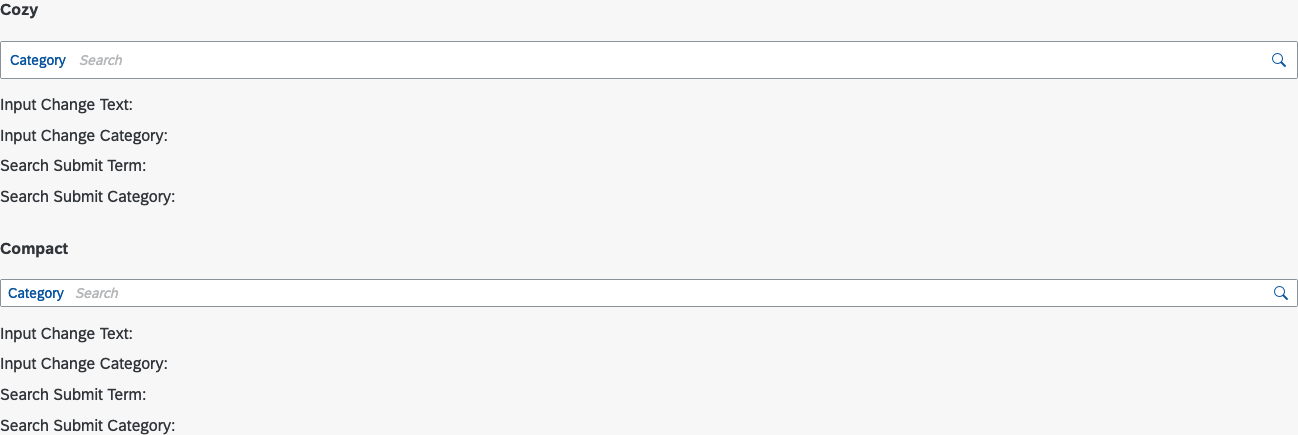 Cozy
Category Search
Input Change Text:
Input Change Category:
Search Submit Term:
Search Submit Category:
Compact
Category Search
Input Change Text:
Input Change Category:
Search Submit Term:
Search Submit Category: